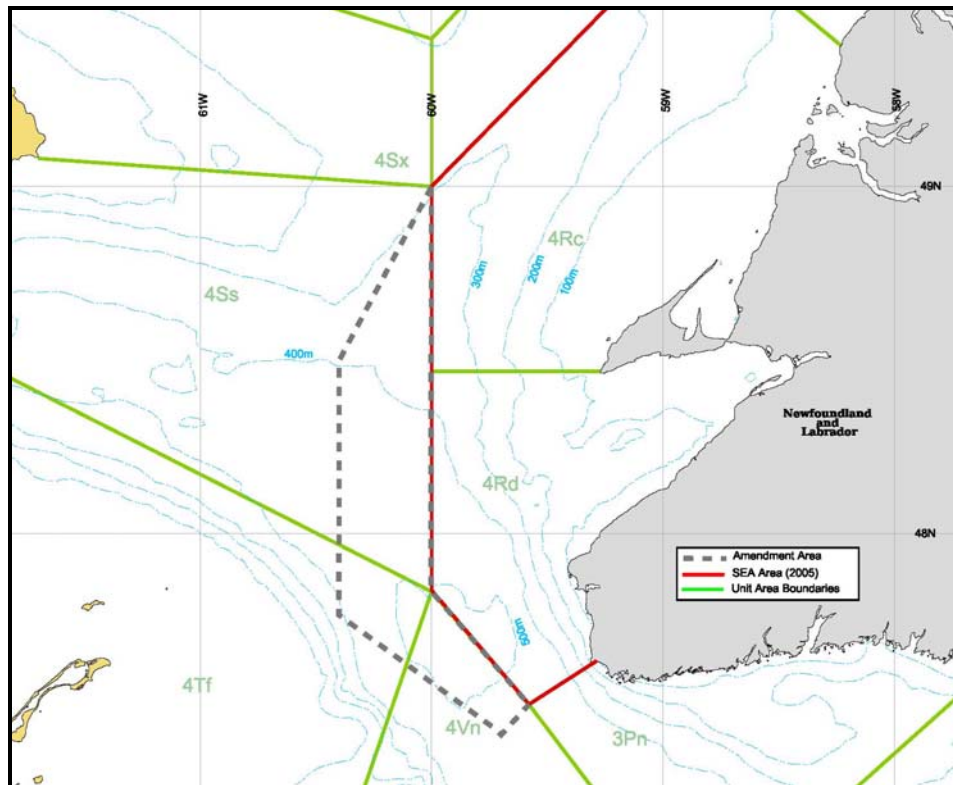 61W
60W
59W
58W
4Sx
49N
4Rc
300m
200m
100m
4Ss
400m
Newfoundland
and
Labrador
4Rd
48N
Amendment Area
SEA Area (2005)
Unit Area Boundaries
500m
4Tf
4Vn
3Pn